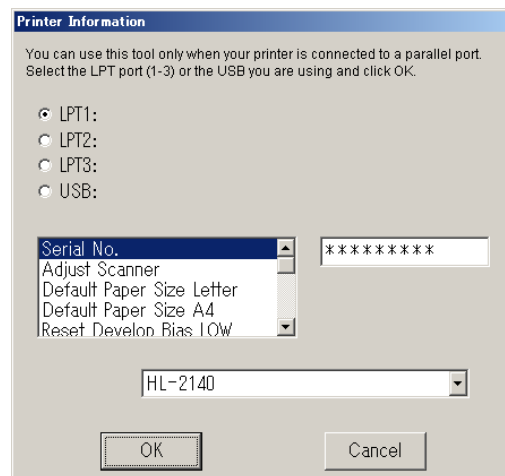 Printer Information
You can use this tool only when your printer is connected to a parallel port.
Select the LPT port (1-3) or the USB you are using and click OK.
LPT1:
LPT2:
LPT3:
USB:
Serial No.
*********
Adjust Scanner
Default Paper Size Letter
Default Paper Size A4
Reset Develop Bias LOW
HL-2140
OK
Cancel